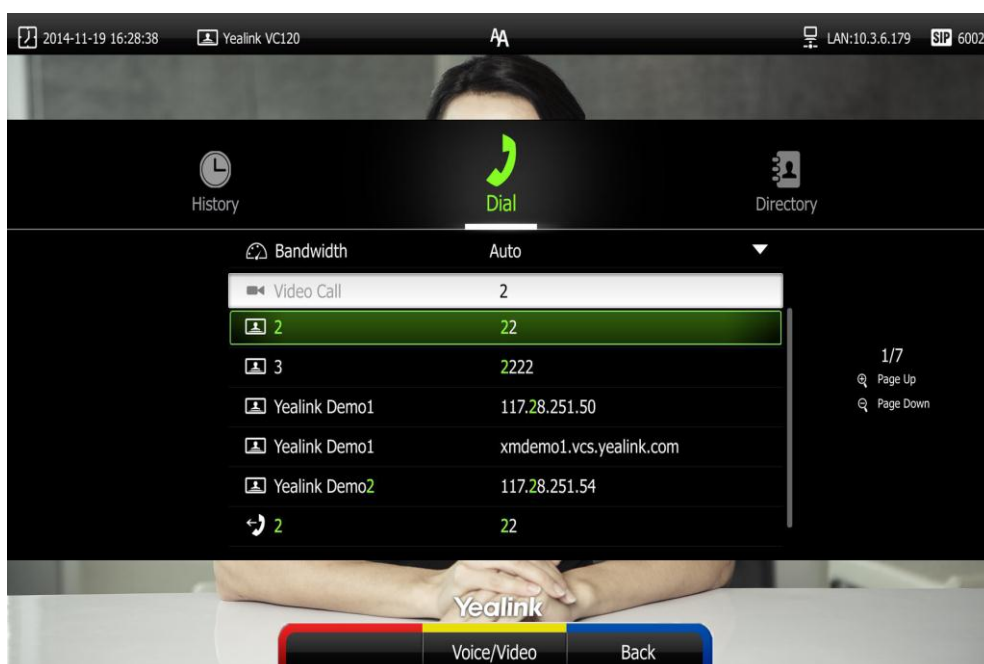 2014-11-19 16:28:38 Yealink VC120 AA LAN:10.3.6.179 SIP 6002
History Dial Directory
Bandwidth Auto
Video Call 2
2 22
3 2222
1/7
Page Up
Page Down
Yealink Demo1 117.28.251.50
Yealink Demo1 xmdemo1.vcs.yealink.com
Yealink Demo2 117.28.251.54
2 22
Yealink
Voice/Video Back